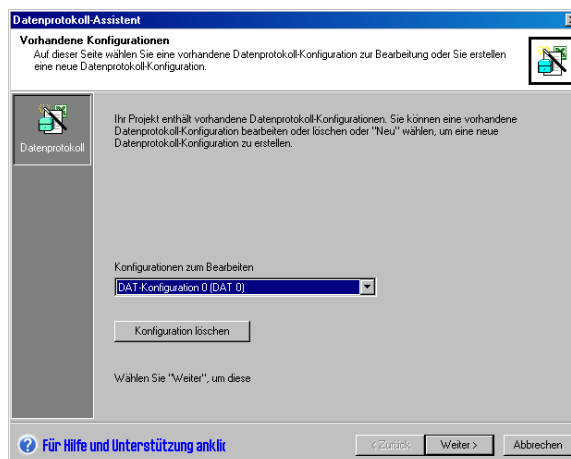 Datenprotokoll-Assistent
Vorhandene Konfigurationen
Auf dieser Seite wählen Sie eine vorhandene Datenprotokoll-Konfiguration zur Bearbeitung oder Sie erstellen
eine neue Datenprotokoll-Konfiguration.
Datenprotokoll
Ihr Projekt enthält vorhandene Datenprotokoll-Konfigurationen. Sie können eine vorhandene
Datenprotokoll-Konfiguration bearbeiten oder löschen oder "Neu" wählen, um eine neue
Datenprotokoll-Konfiguration zu erstellen.
Konfigurationen zum Bearbeiten
DAT-Konfiguration 0 (DAT 0)
Konfiguration löschen
Wählen Sie "Weiter", um diese
Für Hilfe und Unterstützung anklic
< Zurück
Weiter >
Abbrechen